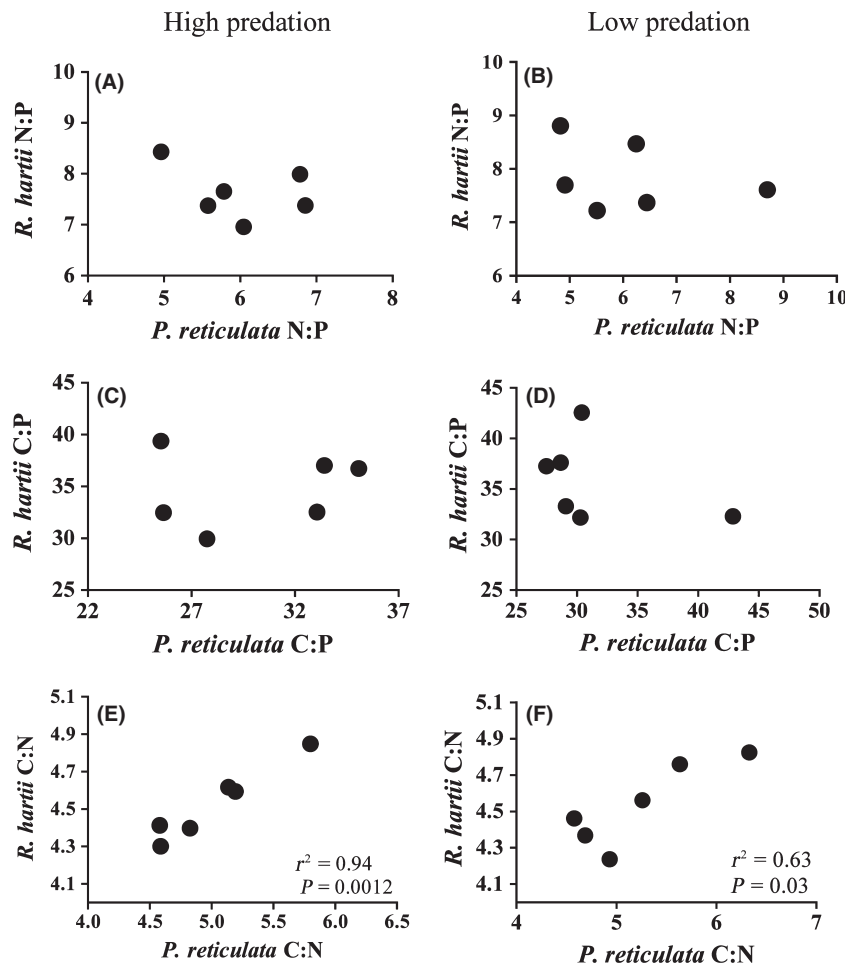 High predation
Low predation
(A)
R. hartii N:P
10
9
8
7
6
4
5
6
7
8
P. reticulata N:P
(B)
R. hartii N:P
10
9
8
7
6
4
5
6
7
8
9
10
P. reticulata N:P
(C)
R. hartii C:P
45
40
35
30
25
22
27
32
37
P. reticulata C:P
(D)
R. hartii C:P
45
40
35
30
25
25
30
35
40
45
50
P. reticulata C:P
(E)
R. hartii C:N
5.1
4.9
4.7
4.5
4.3
4.1
r² = 0.94
P = 0.0012
4.0
4.5
5.0
5.5
6.0
6.5
P. reticulata C:N
(F)
R. hartii C:N
5.1
4.9
4.7
4.5
4.3
4.1
r² = 0.63
P = 0.03
4
5
6
7
P. reticulata C:N